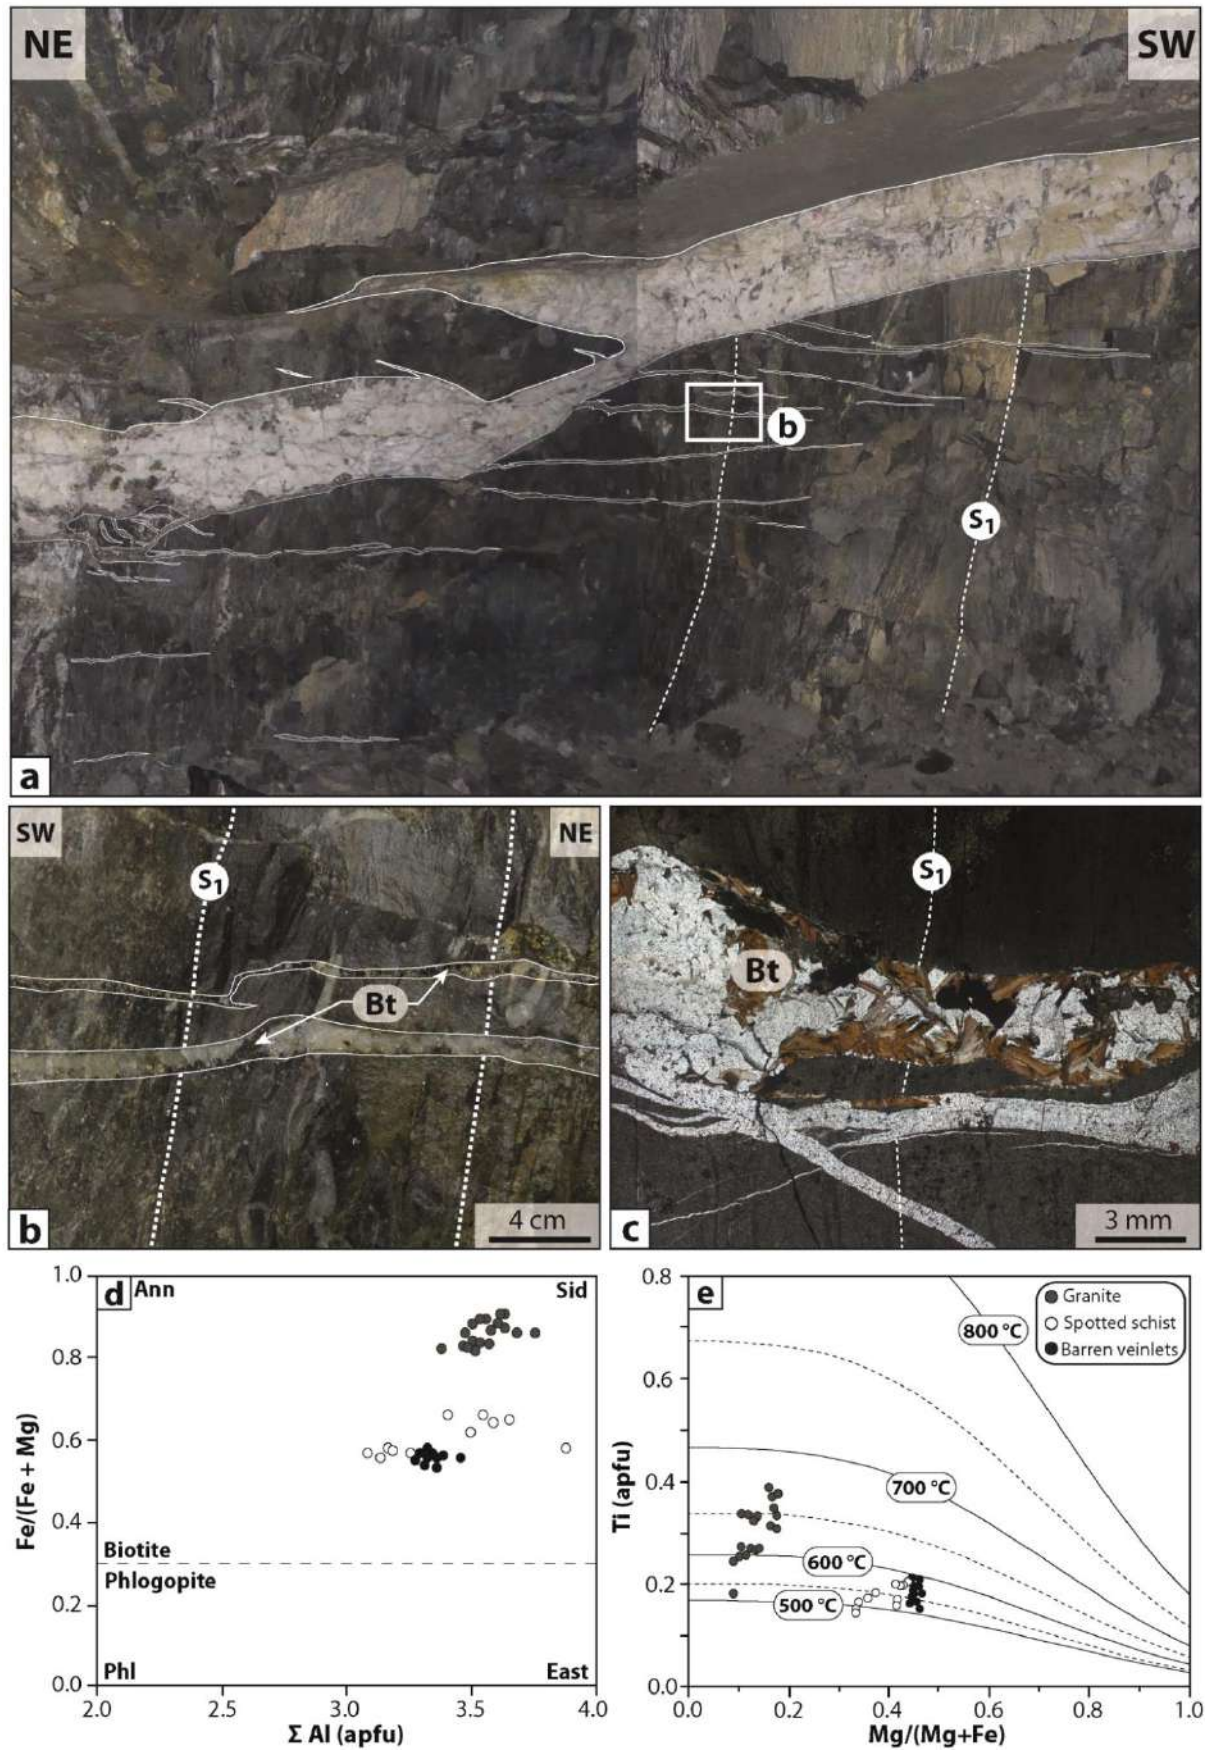 NE
SW
b
S1
a
SW
NE
S1
Bt
b
4 cm
S1
Bt
c
3 mm
1.0
d
Ann
Sid
0.8
0.6
0.4
0.2
0.0
Fe/(Fe + Mg)
Biotite
Phlogopite
Phl
East
2.0
2.5
3.0
3.5
4.0
Σ Al (apfu)
0.8
e
Granite
Spotted schist
Barren veinlets
0.6
0.4
0.2
0.0
Ti (apfu)
800 °C
700 °C
600 °C
500 °C
0.0
0.2
0.4
0.6
0.8
1.0
Mg/(Mg+Fe)